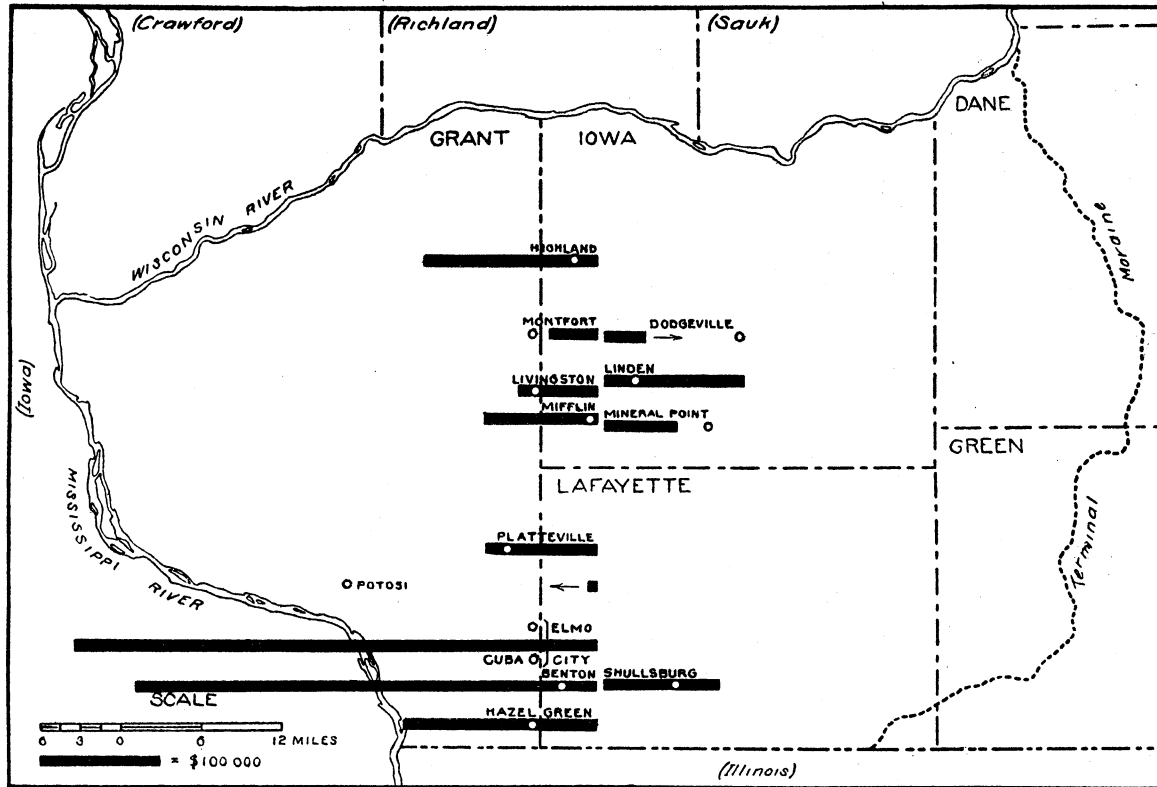 (Crawford)
(Richland)
(Sauk)
DANE
GRANT
IOWA
WISCONSIN RIVER
Moraine
HIGHLAND
MONTFORT
DODGEVILLE
(Iowa)
LINDEN
LIVINGSTON
MIFFLIN
MINERAL POINT
GREEN
LAFAYETTE
MISSISSIPPI
RIVER
Terminal
PLATTEVILLE
POTOSI
ELMO
CUBA CITY
BENTON
SHULLSBURG
SCALE
HAZEL GREEN
6 3 0 6 12 MILES
= $100 000
(Illinois)